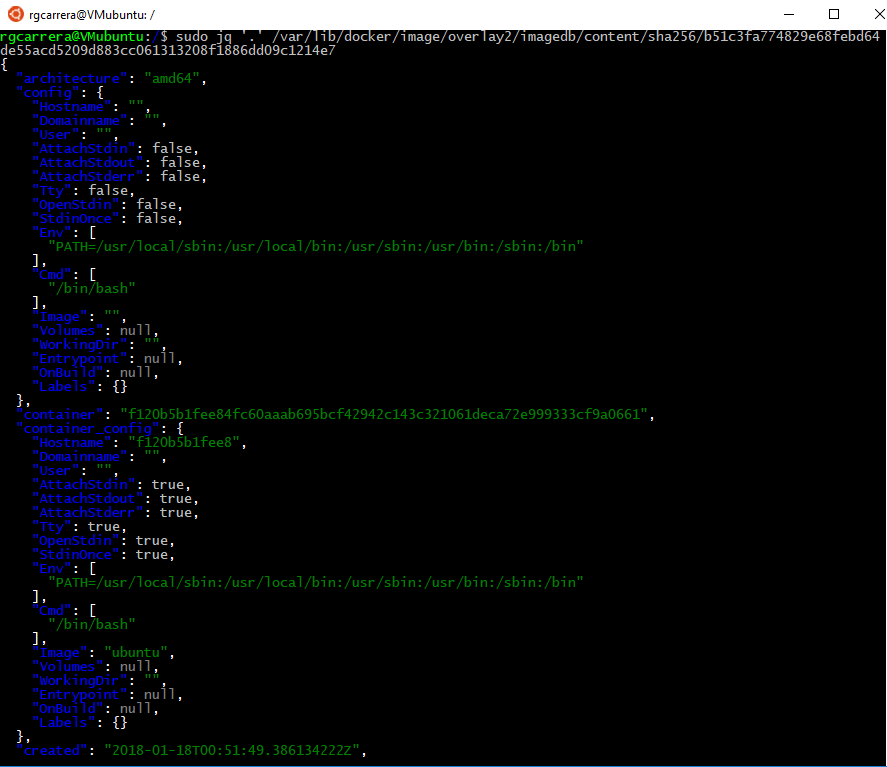 rgcarrera@VMubuntu: /
rgcarrera@VMubuntu:/$ sudo jq '.' /var/lib/docker/image/overlay2/imagedb/content/sha256/b51c3fa774829e68febd64
de55acd5209d883cc061313208f1886dd09c1214e7
{
  "architecture": "amd64",
  "config": {
    "Hostname": "",
    "Domainname": "",
    "User": "",
    "AttachStdin": false,
    "AttachStdout": false,
    "AttachStderr": false,
    "Tty": false,
    "OpenStdin": false,
    "StdinOnce": false,
    "Env": [
      "PATH=/usr/local/sbin:/usr/local/bin:/usr/sbin:/usr/bin:/sbin:/bin"
    ],
    "Cmd": [
      "/bin/bash"
    ],
    "Image": "",
    "Volumes": null,
    "WorkingDir": "",
    "Entrypoint": null,
    "OnBuild": null,
    "Labels": {}
  },
  "container": "f120b5b1fee84fc60aaab695bcf42942c143c321061deca72e999333cf9a0661",
  "container_config": {
    "Hostname": "f120b5b1fee8",
    "Domainname": "",
    "User": "",
    "AttachStdin": true,
    "AttachStdout": true,
    "AttachStderr": true,
    "Tty": true,
    "OpenStdin": true,
    "StdinOnce": true,
    "Env": [
      "PATH=/usr/local/sbin:/usr/local/bin:/usr/sbin:/usr/bin:/sbin:/bin"
    ],
    "Cmd": [
      "/bin/bash"
    ],
    "Image": "ubuntu",
    "Volumes": null,
    "WorkingDir": "",
    "Entrypoint": null,
    "OnBuild": null,
    "Labels": {}
  },
  "created": "2018-01-18T00:51:49.386134222Z",